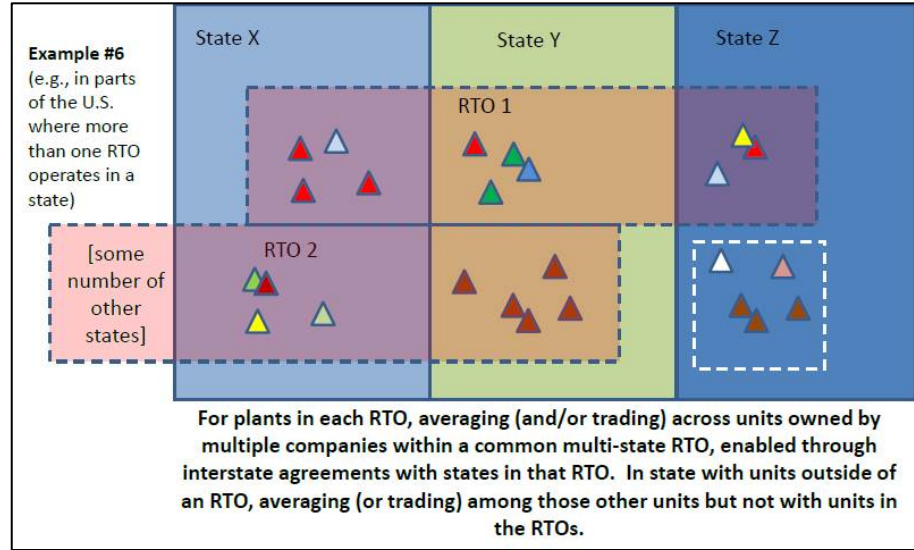 Example #6
(e.g., in parts
of the U.S.
where more
than one RTO
operates in a
state)
State X
State Y
State Z
RTO 1
[some
number of
other
states]
RTO 2
For plants in each RTO, averaging (and/or trading) across units owned by
multiple companies within a common multi-state RTO, enabled through
interstate agreements with states in that RTO.  In state with units outside of
an RTO, averaging (or trading) among those other units but not with units in
the RTOs.